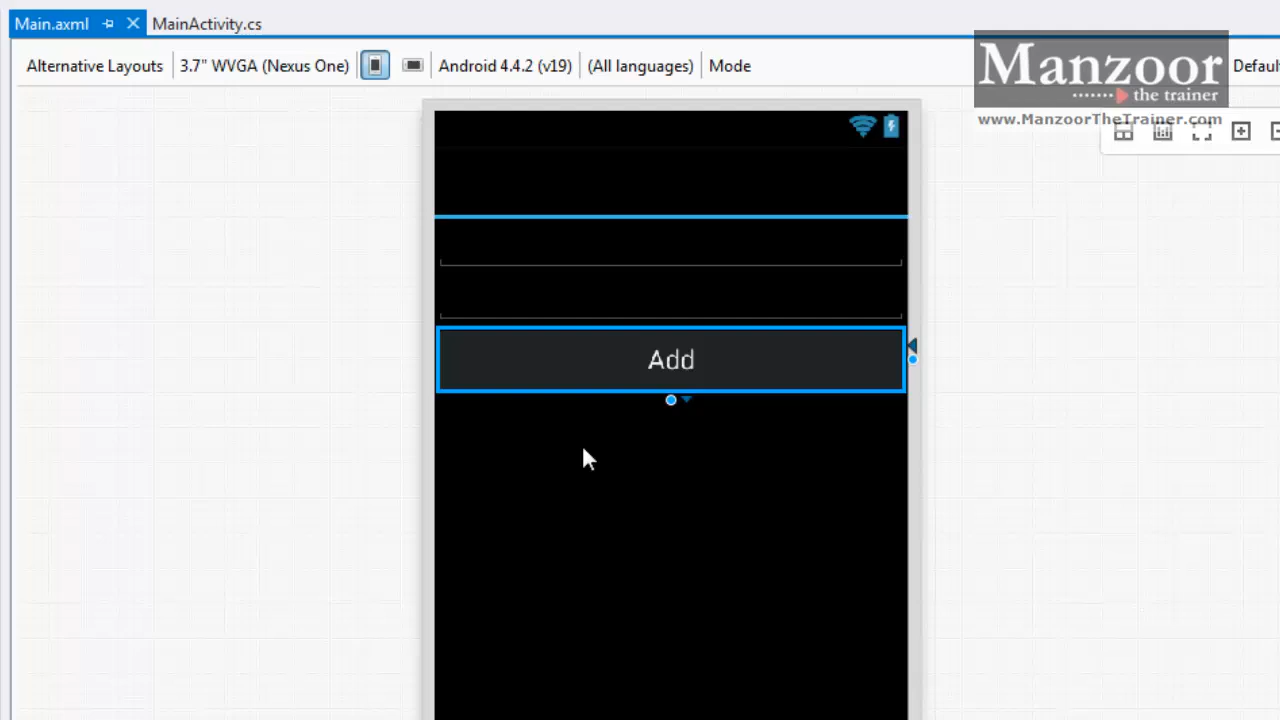 Main.axml
MainActivity.cs
Alternative Layouts
3.7" WVGA (Nexus One)
Android 4.4.2 (v19)
(All languages)
Mode
Manzoor
the trainer
Defaul
www.ManzoorTheTrainer.com
Add